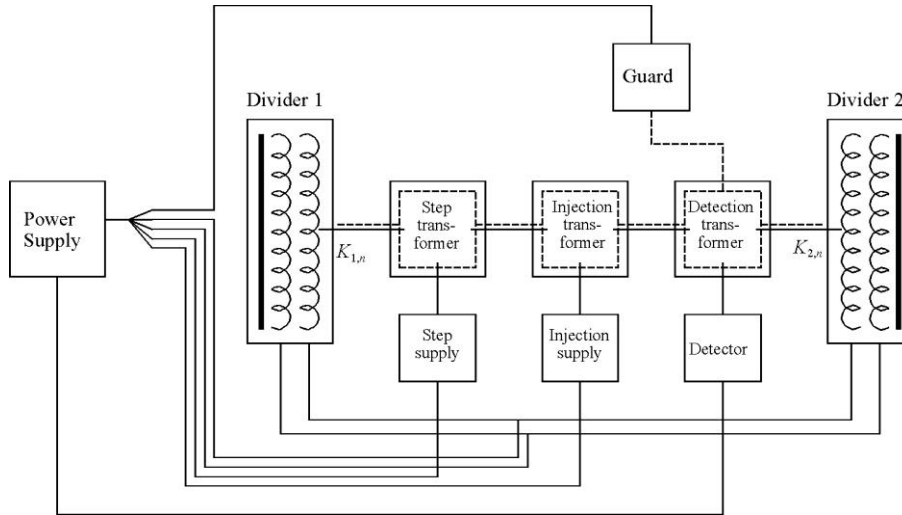 Guard
Divider 1
Divider 2
Power
Supply
Step
trans-
former
Injection
trans-
former
Detection
trans-
former
K1,n
K2,n
Step
supply
Injection
supply
Detector